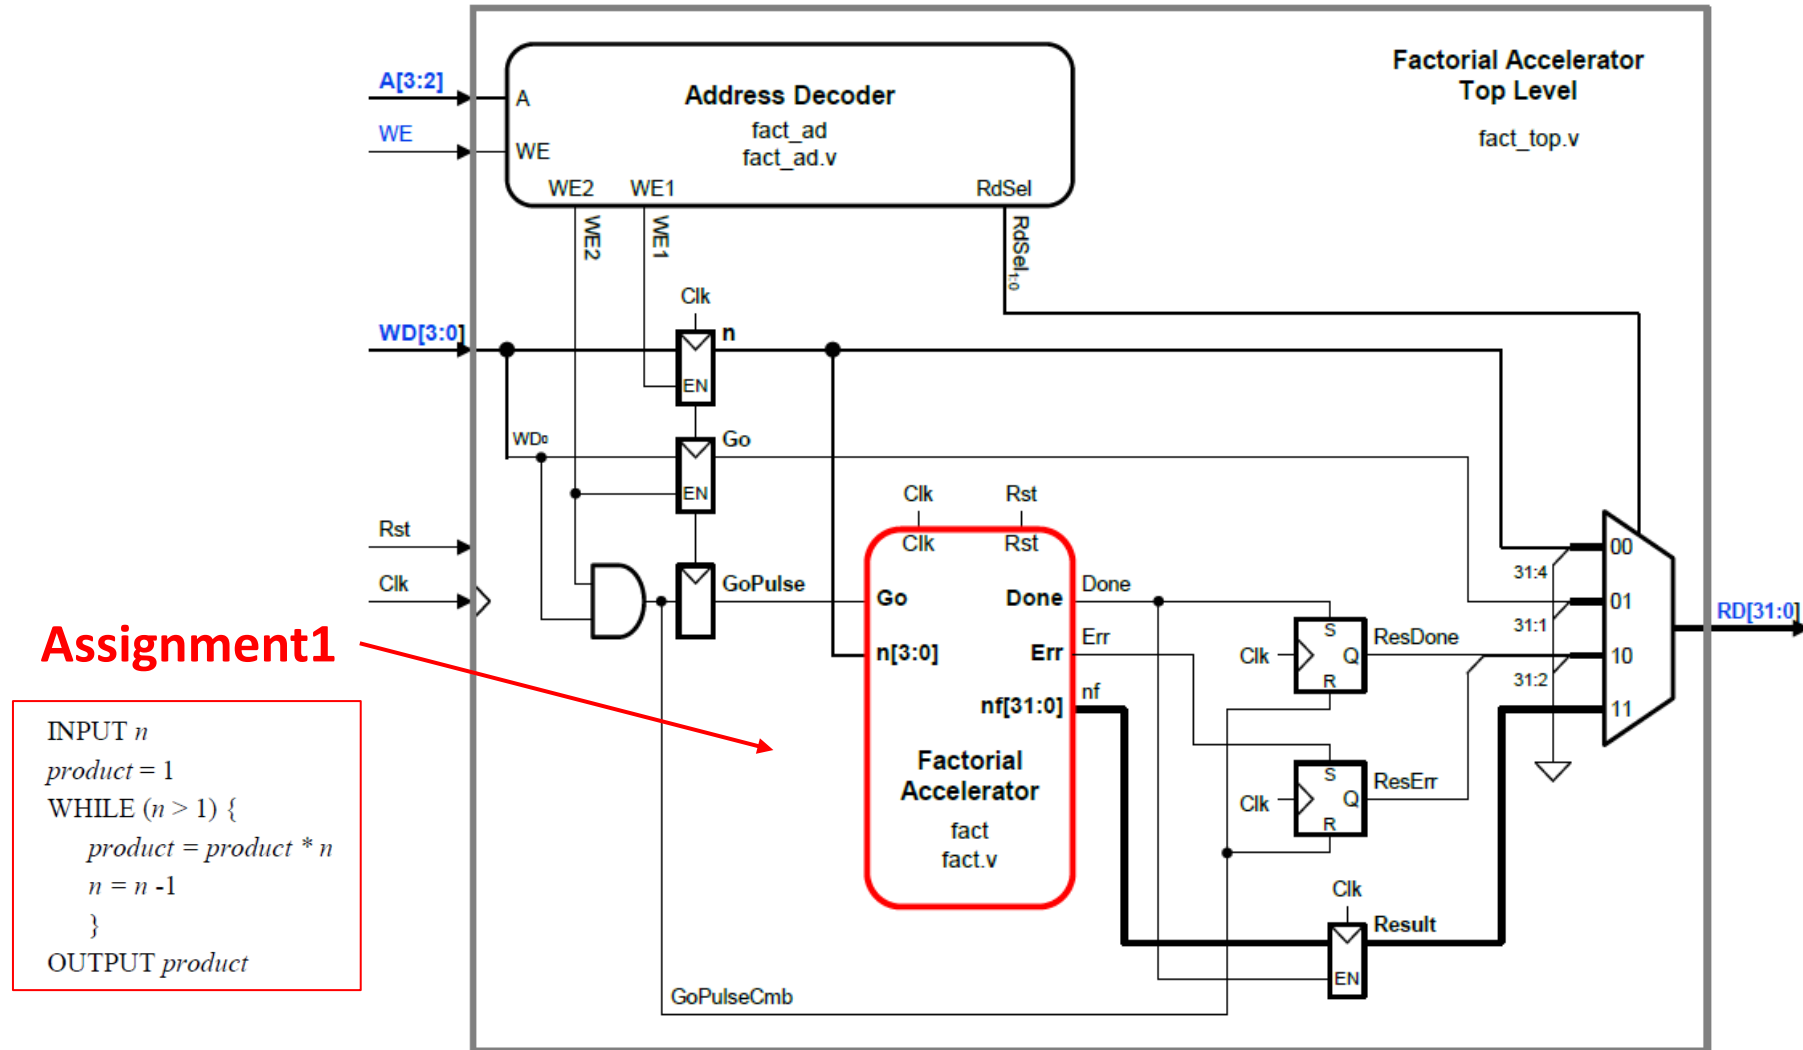 Factorial Accelerator
Top Level
fact_top.v
A[3:2]
WE
A
WE
Address Decoder
fact_ad
fact_ad.v
WE2
WE1
RdSel
WE2
WE1
RdSel1:0
Clk
WD[3:0]
n
EN
WD0
Go
EN
Rst
Clk
GoPulse
Clk
Rst
Clk
Rst
Go
Done
n[3:0]
Err
nf[31:0]
Factorial
Accelerator
fact
fact.v
Done
Err
nf
S
Clk
Q
R
ResDone
S
Clk
Q
R
ResErr
Clk
Result
EN
GoPulseCmb
31:4
31:1
31:2
00
01
10
11
RD[31:0]
Assignment1
INPUT n
product = 1
WHILE (n > 1) {
product = product * n
n = n -1
}
OUTPUT product